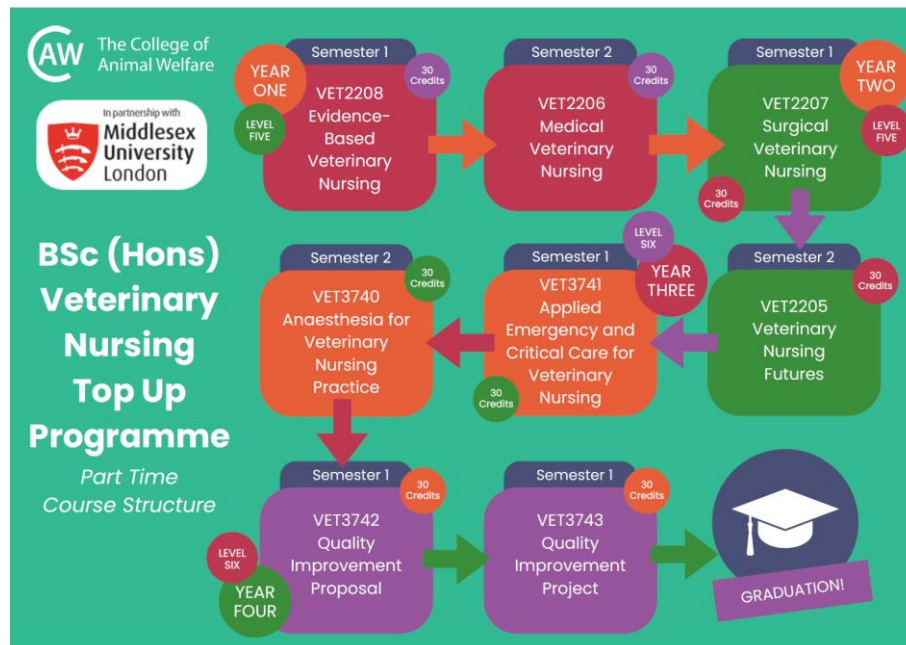 CAW
The College of
Animal Welfare
In partnership with
Middlesex
University
London
BSc (Hons)
Veterinary
Nursing
Top Up
Programme
Part Time
Course Structure
YEAR
ONE
LEVEL
FIVE
Semester 1
30
Credits
VET2208
Evidence-
Based
Veterinary
Nursing
Semester 2
30
Credits
VET2206
Medical
Veterinary
Nursing
Semester 1
YEAR
TWO
LEVEL
FIVE
VET2207
Surgical
Veterinary
Nursing
30
Credits
Semester 2
30
Credits
VET2205
Veterinary
Nursing
Futures
LEVEL
SIX
YEAR
THREE
Semester 1
VET3741
Applied
Emergency and
Critical Care for
Veterinary
Nursing
30
Credits
Semester 2
30
Credits
VET3740
Anaesthesia for
Veterinary
Nursing
Practice
Semester 1
30
Credits
VET3742
Quality
Improvement
Proposal
LEVEL
SIX
YEAR
FOUR
Semester 1
30
Credits
VET3743
Quality
Improvement
Project
GRADUATION!